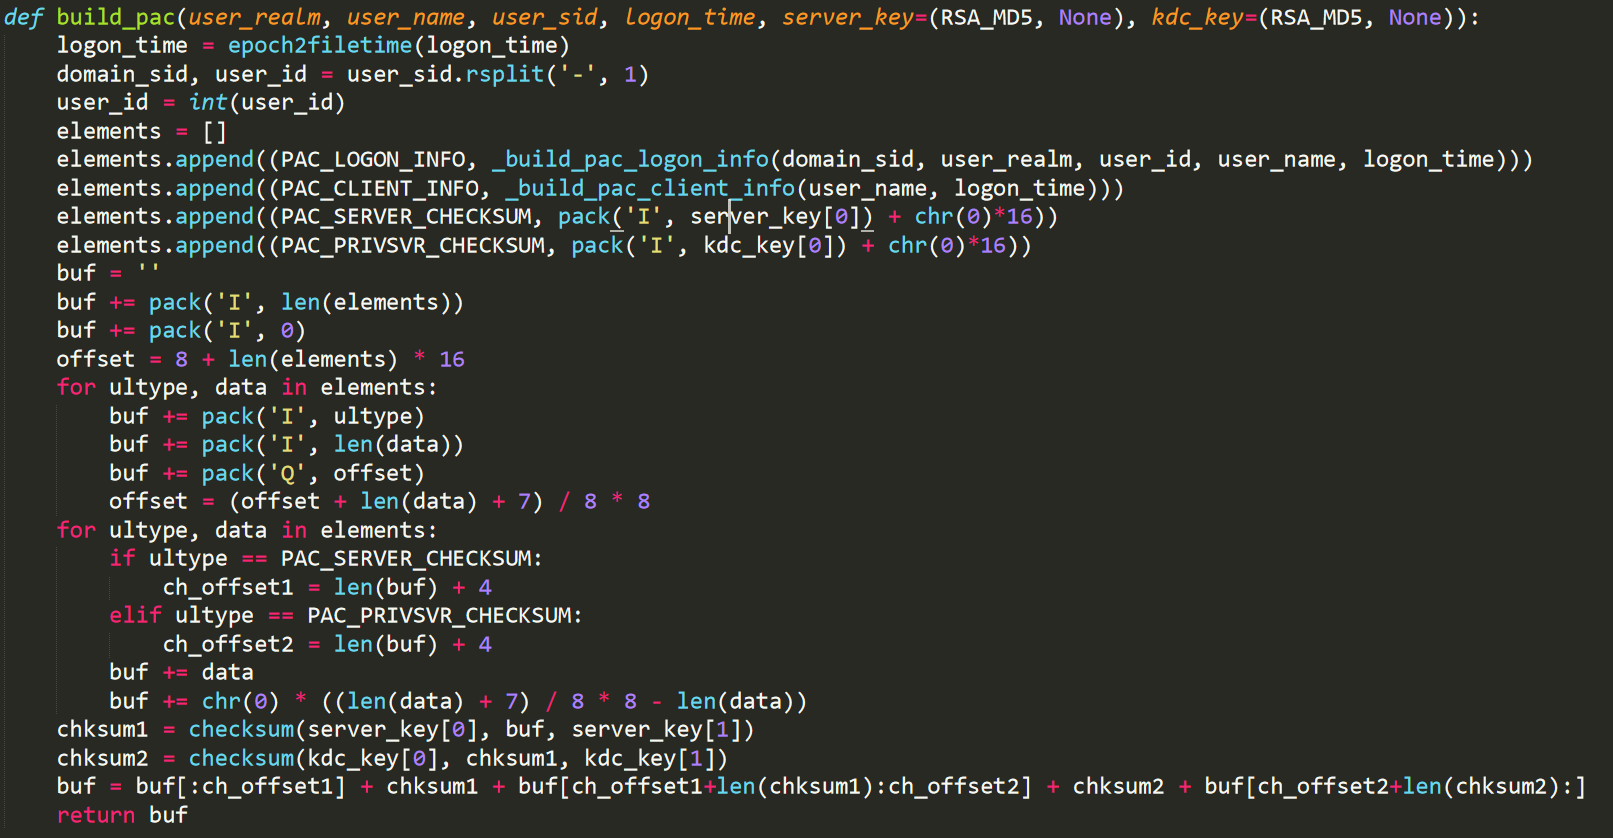 def build_pac(user_realm, user_name, user_sid, logon_time, server_key=(RSA_MD5, None), kdc_key=(RSA_MD5, None)):
    logon_time = epoch2filetime(logon_time)
    domain_sid, user_id = user_sid.rsplit('-', 1)
    user_id = int(user_id)
    elements = []
    elements.append((PAC_LOGON_INFO, _build_pac_logon_info(domain_sid, user_realm, user_id, user_name, logon_time)))
    elements.append((PAC_CLIENT_INFO, _build_pac_client_info(user_name, logon_time)))
    elements.append((PAC_SERVER_CHECKSUM, pack('I', server_key[0]) + chr(0)*16))
    elements.append((PAC_PRIVSVR_CHECKSUM, pack('I', kdc_key[0]) + chr(0)*16))
    buf = ''
    buf += pack('I', len(elements))
    buf += pack('I', 0)
    offset = 8 + len(elements) * 16
    for ultype, data in elements:
        buf += pack('I', ultype)
        buf += pack('I', len(data))
        buf += pack('Q', offset)
        offset = (offset + len(data) + 7) / 8 * 8
    for ultype, data in elements:
        if ultype == PAC_SERVER_CHECKSUM:
            ch_offset1 = len(buf) + 4
        elif ultype == PAC_PRIVSVR_CHECKSUM:
            ch_offset2 = len(buf) + 4
        buf += data
        buf += chr(0) * ((len(data) + 7) / 8 * 8 - len(data))
    chksum1 = checksum(server_key[0], buf, server_key[1])
    chksum2 = checksum(kdc_key[0], chksum1, kdc_key[1])
    buf = buf[:ch_offset1] + chksum1 + buf[ch_offset1+len(chksum1):ch_offset2] + chksum2 + buf[ch_offset2+len(chksum2):]
    return buf